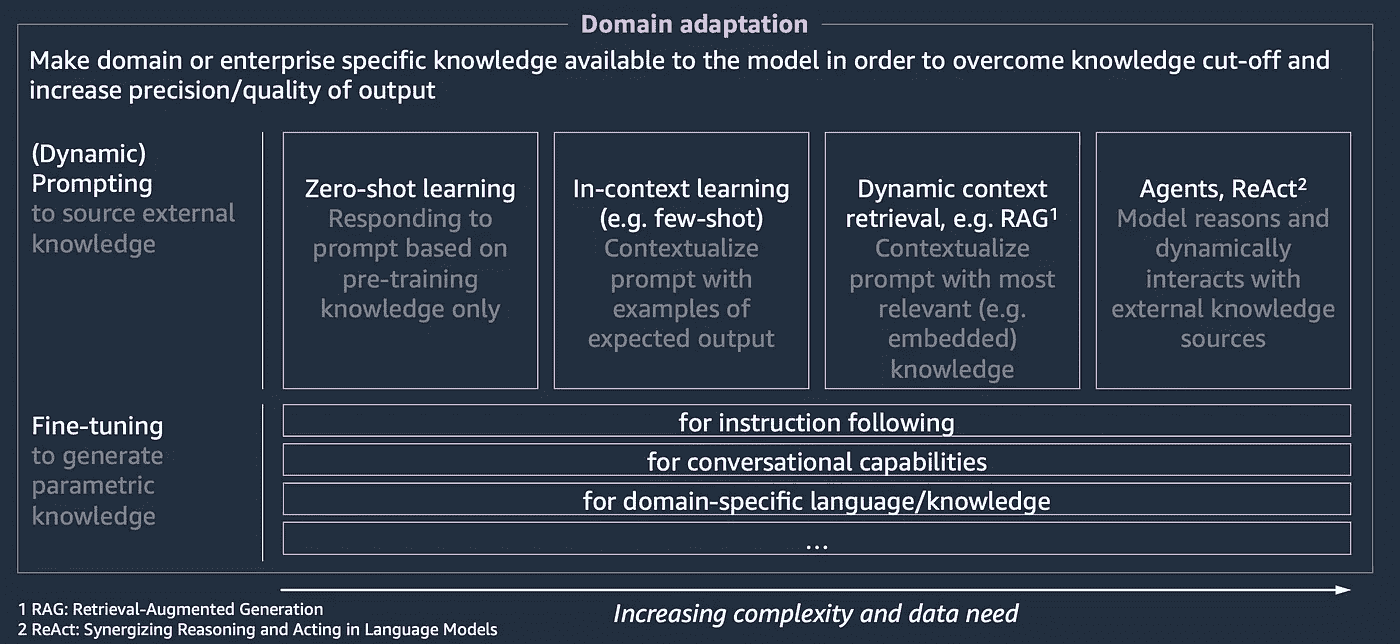 Domain adaptation
Make domain or enterprise specific knowledge available to the model in order to overcome knowledge cut-off and
increase precision/quality of output
(Dynamic)
Prompting
to source external
knowledge
Zero-shot learning
Responding to
prompt based on
pre-training
knowledge only
In-context learning
(e.g. few-shot)
Contextualize
prompt with
examples of
expected output
Dynamic context
retrieval, e.g. RAG¹
Contextualize
prompt with most
relevant (e.g.
embedded)
knowledge
Agents, ReAct²
Model reasons and
dynamically
interacts with
external knowledge
sources
Fine-tuning
to generate
parametric
knowledge
for instruction following
for conversational capabilities
for domain-specific language/knowledge
...
Increasing complexity and data need
1 RAG: Retrieval-Augmented Generation
2 ReAct: Synergizing Reasoning and Acting in Language Models